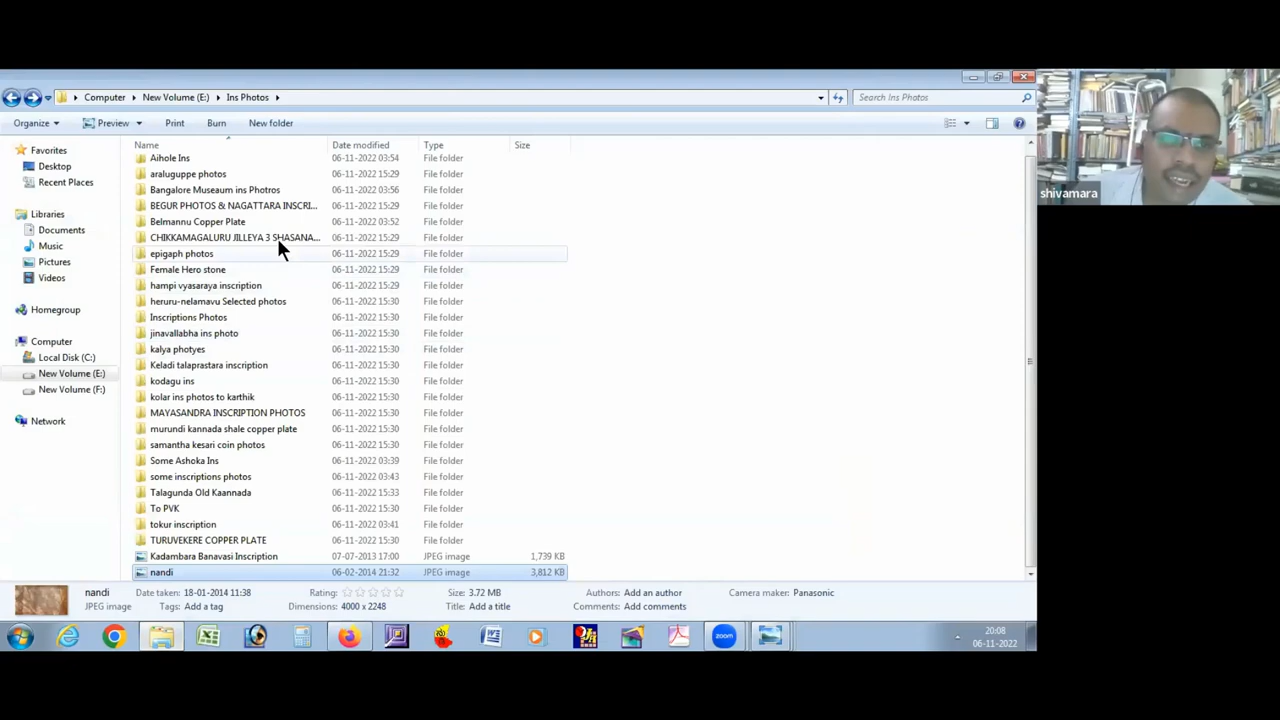 Computer ▸ New Volume (E:) ▸ Ins Photos ▸
Search Ins Photos
Organize Preview Print Burn New folder
Name Date modified Type Size
Favorites
Desktop
Recent Places
Libraries
Documents
Music
Pictures
Videos
Homegroup
Computer
Local Disk (C:)
New Volume (E:)
New Volume (F:)
Network
Aihole Ins 06-11-2022 03:54 File folder
araluguppe photos 06-11-2022 15:29 File folder
Bangalore Museaum ins Photros 06-11-2022 03:56 File folder
BEGUR PHOTOS & NAGATTARA INSCRI... 06-11-2022 15:29 File folder
Belmannu Copper Plate 06-11-2022 03:52 File folder
CHIKKAMAGALURU JILLEYA 3 SHASANA... 06-11-2022 15:29 File folder
epigaph photos 06-11-2022 15:29 File folder
Female Hero stone 06-11-2022 15:29 File folder
hampi vyasaraya inscription 06-11-2022 15:29 File folder
heruru-nelamavu Selected photos 06-11-2022 15:30 File folder
Inscriptions Photos 06-11-2022 15:30 File folder
jinavallabha ins photo 06-11-2022 15:30 File folder
kalya photyes 06-11-2022 15:30 File folder
Keladi talaprastara inscription 06-11-2022 15:30 File folder
kodagu ins 06-11-2022 15:30 File folder
kolar ins photos to karthik 06-11-2022 15:30 File folder
MAYASANDRA INSCRIPTION PHOTOS 06-11-2022 15:30 File folder
murundi kannada shale copper plate 06-11-2022 15:30 File folder
samantha kesari coin photos 06-11-2022 15:30 File folder
Some Ashoka Ins 06-11-2022 03:39 File folder
some inscriptions photos 06-11-2022 03:43 File folder
Talagunda Old Kaannada 06-11-2022 15:33 File folder
To PVK 06-11-2022 15:30 File folder
tokur inscription 06-11-2022 03:41 File folder
TURUVEKERE COPPER PLATE 06-11-2022 15:30 File folder
Kadambara Banavasi Inscription 07-07-2013 17:00 JPEG image 1,739 KB
nandi 06-02-2014 21:32 JPEG image 3,812 KB
nandi Date taken: 18-01-2014 11:38 Rating: Size: 3.72 MB Authors: Add an author Camera maker: Panasonic
JPEG image Tags: Add a tag Dimensions: 4000 x 2248 Title: Add a title Comments: Add comments
zoom
20:08
06-11-2022
shivamara